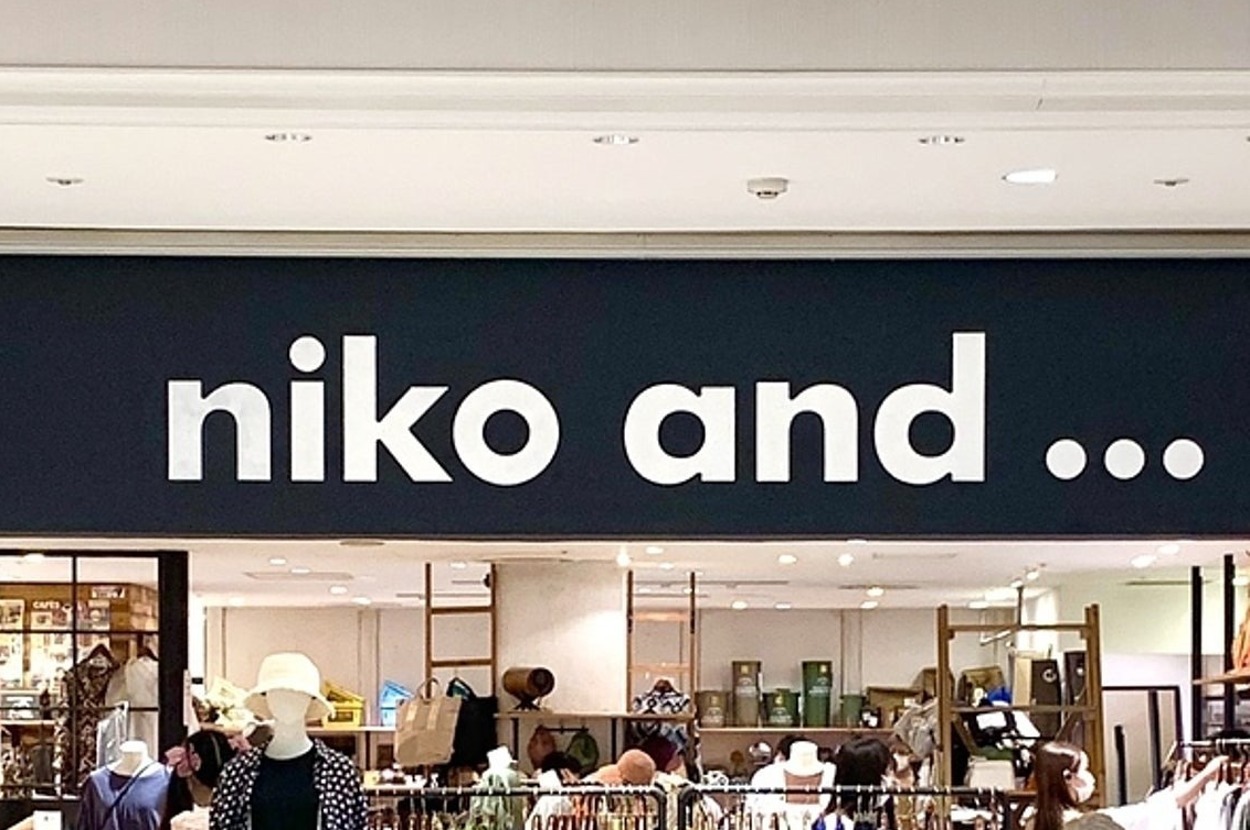 niko and ...